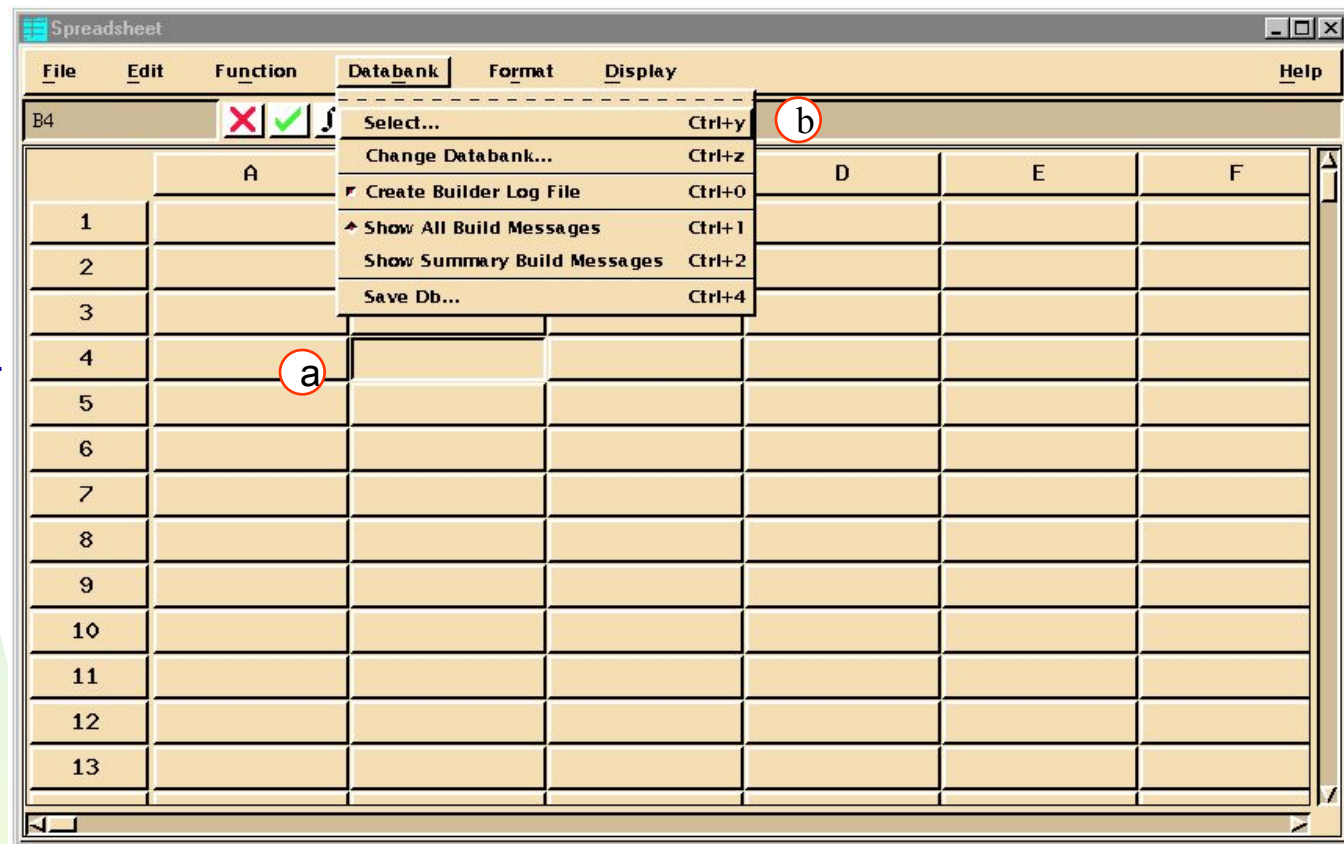 Spreadsheet
File Edit Function Databank Format Display Help
B4
Select... Ctrl+y b
Change Databank... Ctrl+z
A D E F
Create Builder Log File Ctrl+0
1
Show All Build Messages Ctrl+1
2 Show Summary Build Messages Ctrl+2
3 Save Db... Ctrl+4
4 a
5
6
7
8
9
10
11
12
13